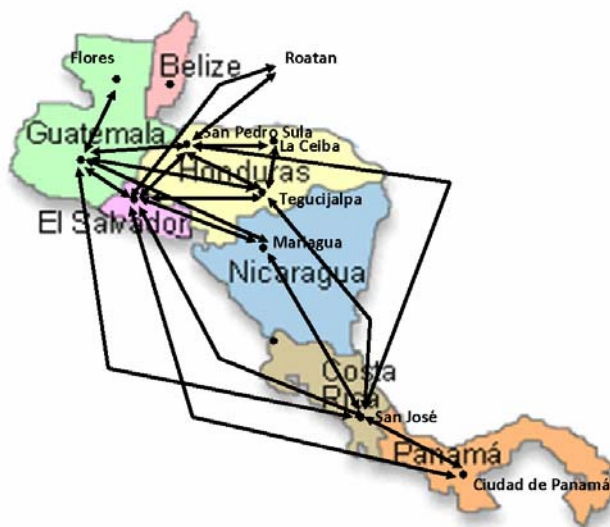 Flores
Roatan
Belize
Guatemala
San Pedro Sula
La Ceiba
Honduras
Tegucijalpa
El Salvador
Managua
Nicaragua
Costa
Rica
San José
Panamá
Ciudad de Panamá